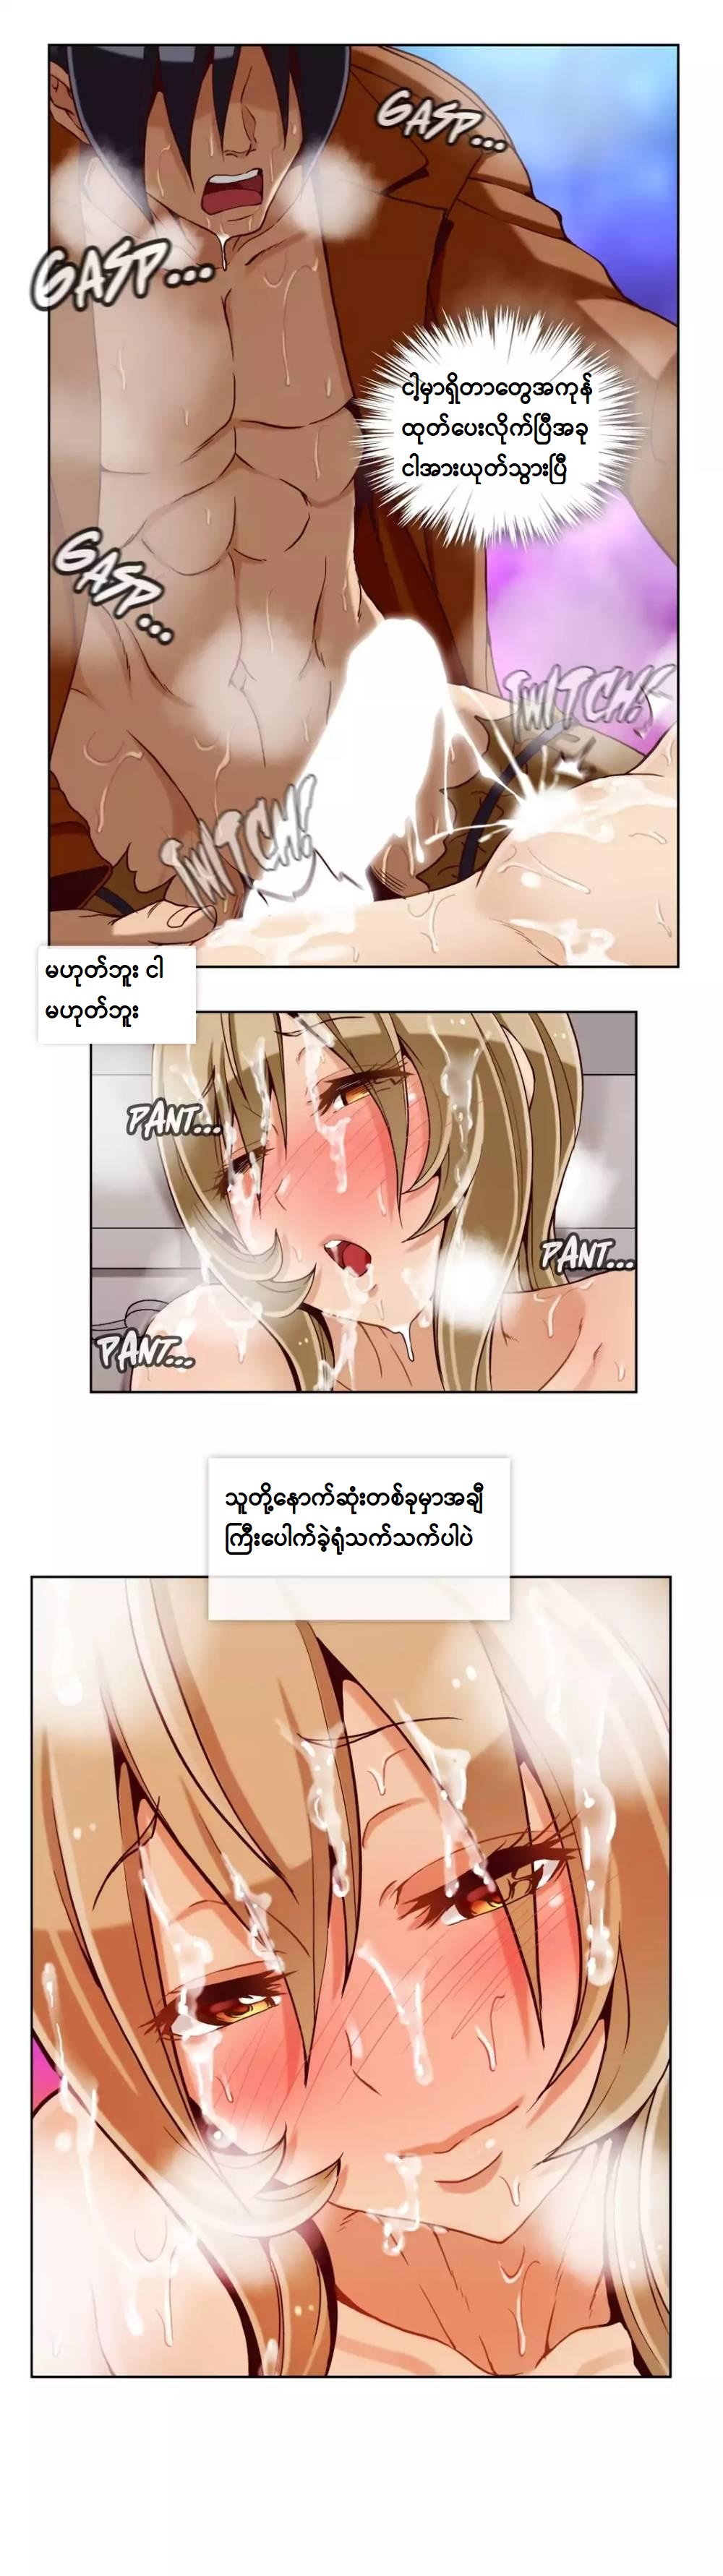 GASP...
GASP...
ငါ့မှာရှိတာတွေအကုန်
ထုတ်ပေးလိုက်ပြီအခု
ငါအားယုတ်သွားပြီ
GASP...
TWITCH!
TWITCH!
မဟုတ်ဘူး ငါ
မဟုတ်ဘူး
PANT...
PANT...
PANT...
သူတို့နောက်ဆုံးတစ်ခုမှာအချီ
ကြီးပေါက်ခဲ့ရုံသက်သက်ပါပဲ